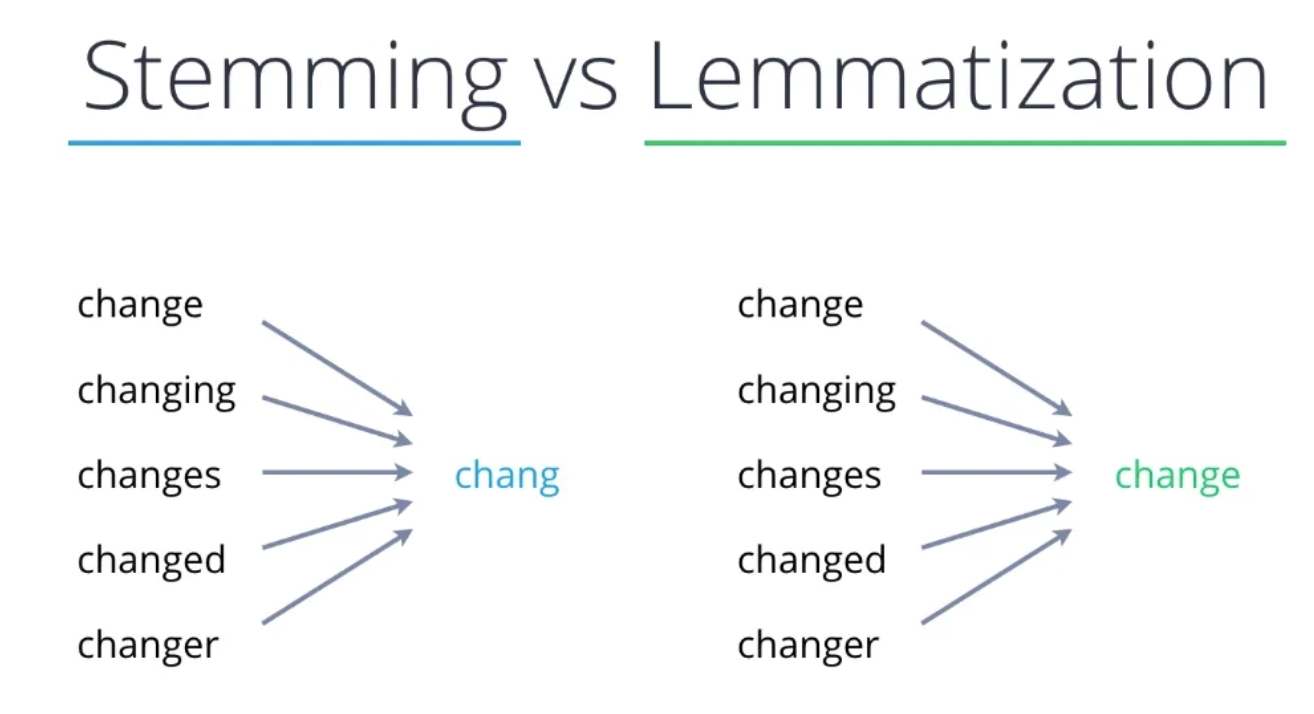 Stemming vs Lemmatization
change
changing
changes
changed
changer
chang
change
changing
changes
changed
changer
change